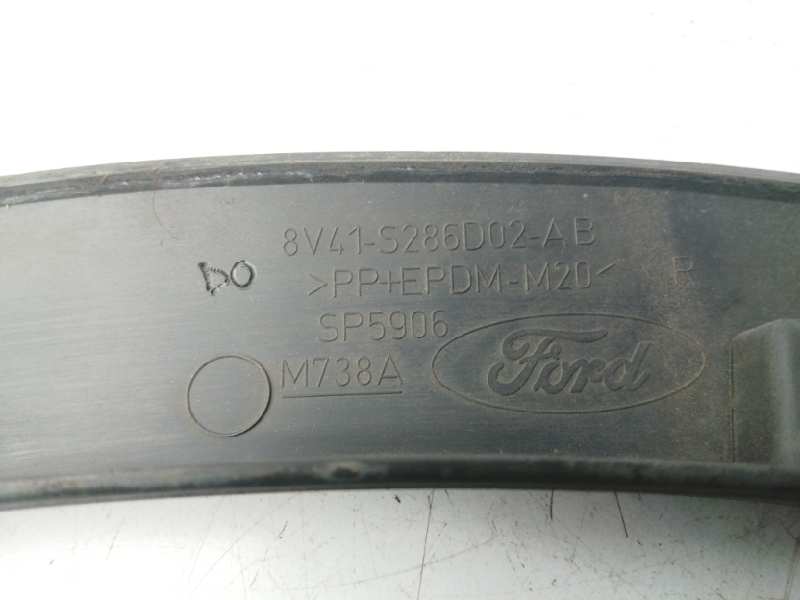 8V41-S286D02-AB
>PP+EPDM-M20< R
SP5906
M738A Ford